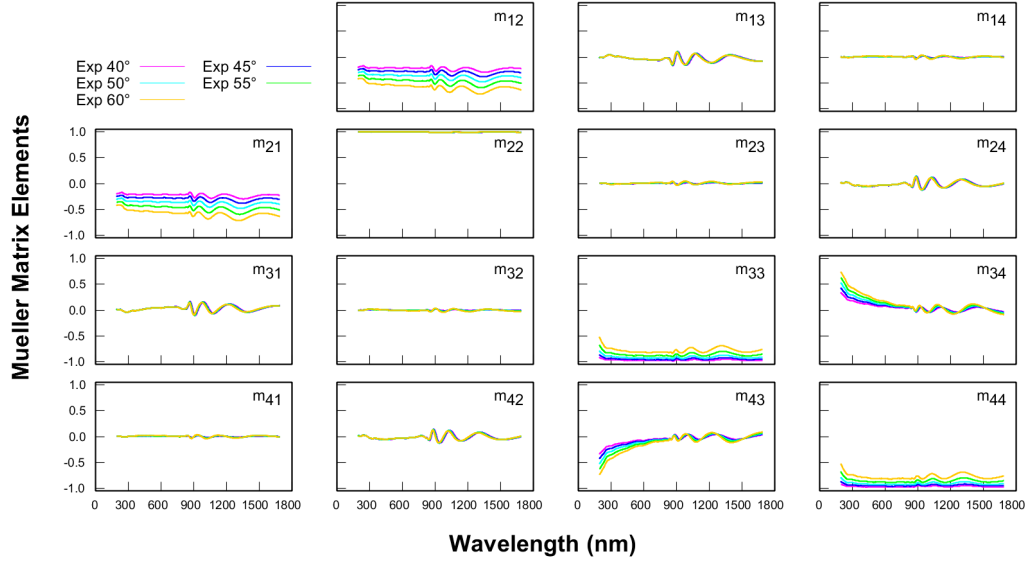 m12
m13
m14
Exp 40° Exp 45°
Exp 50° Exp 55°
Exp 60°
Mueller Matrix Elements
1.0
0.5
0.0
-0.5
-1.0
m21
m22
m23
m24
1.0
0.5
0.0
-0.5
-1.0
m31
m32
m33
m34
1.0
0.5
0.0
-0.5
-1.0
m41
m42
m43
m44
0 300 600 900 1200 1500 1800
0 300 600 900 1200 1500 1800
0 300 600 900 1200 1500 1800
0 300 600 900 1200 1500 1800
Wavelength (nm)